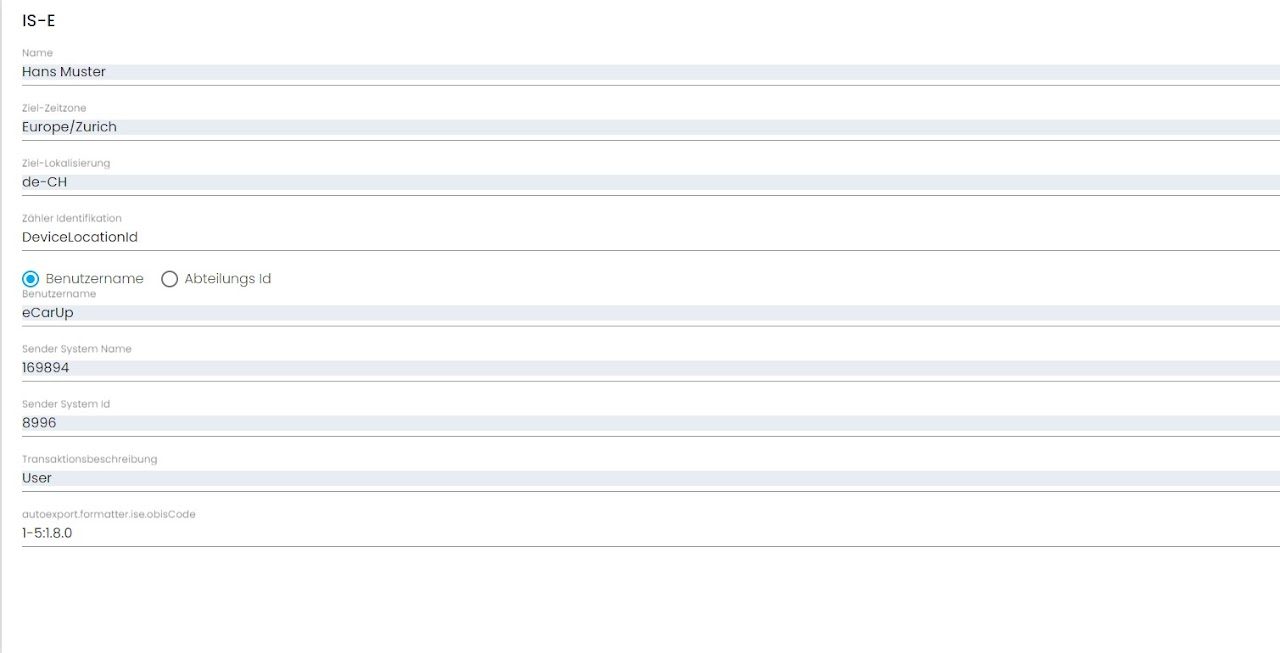 IS-E
Name
Hans Muster
Ziel-Zeitzone
Europe/Zurich
Ziel-Lokalisierung
de-CH
Zähler Identifikation
DeviceLocationId
Benutzername Abteilungs Id
Benutzername
eCarUp
Sender System Name
169894
Sender System Id
8996
Transaktionsbeschreibung
User
autoexport.formatter.ise.obisCode
1-5:1.8.0